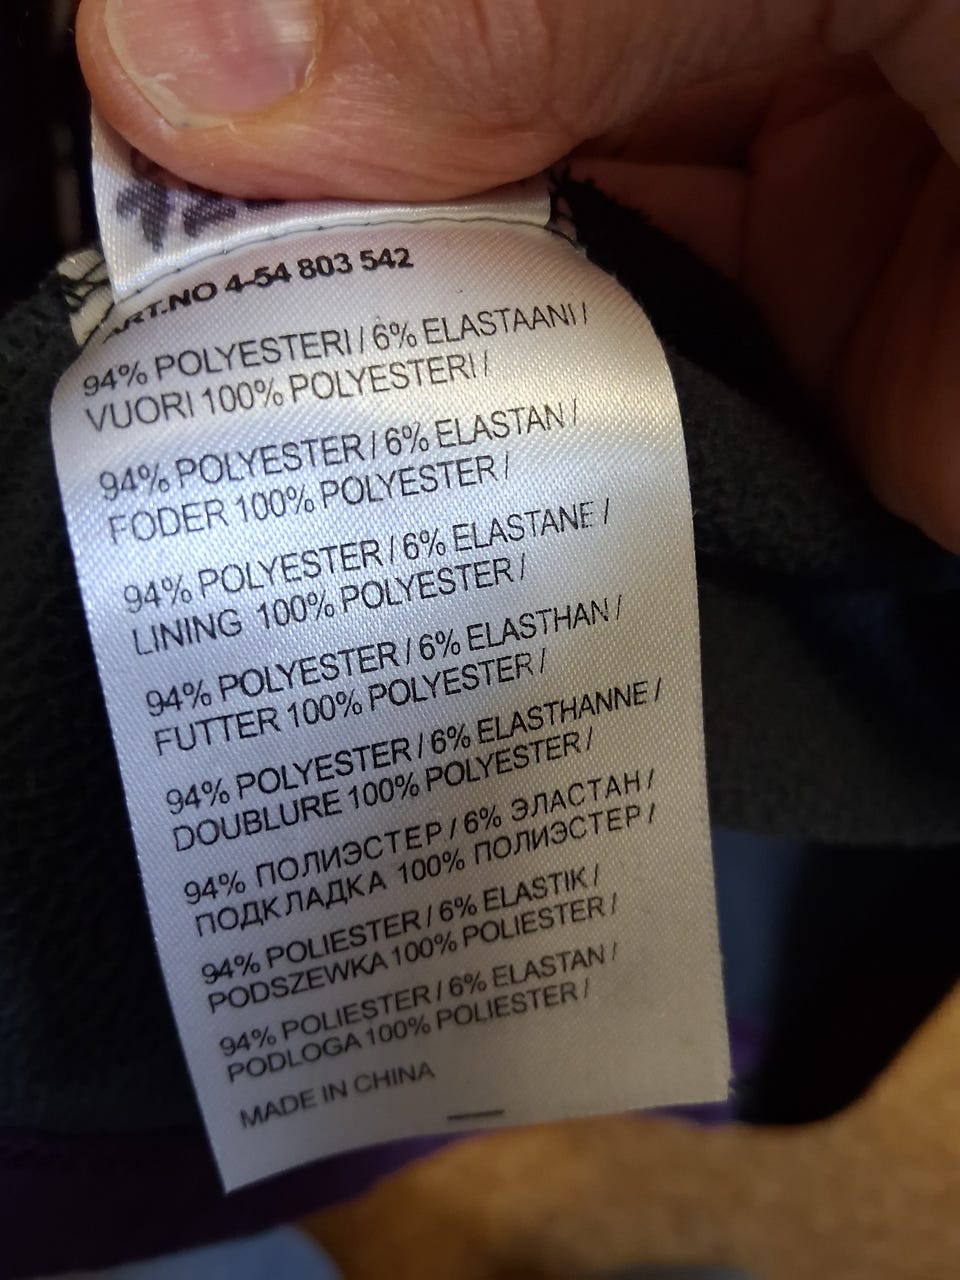 ART.NO 4-54 803 542
94% POLYESTERI / 6% ELASTAANI /
VUORI 100% POLYESTERI /
94% POLYESTER / 6% ELASTAN /
FODER 100% POLYESTER /
94% POLYESTER / 6% ELASTANE /
LINING 100% POLYESTER /
94% POLYESTER / 6% ELASTHAN /
FUTTER 100% POLYESTER /
94% POLYESTER / 6% ELASTHANNE /
DOUBLURE 100% POLYESTER /
94% ПОЛИЭСТЕР / 6% ЭЛАСТАН /
ПОДКЛАДКА 100% ПОЛИЭСТЕР /
94% POLIESTER / 6% ELASTIK /
PODSZEWKA 100% POLIESTER /
94% POLIESTER / 6% ELASTAN /
PODLOGA 100% POLIESTER /
MADE IN CHINA